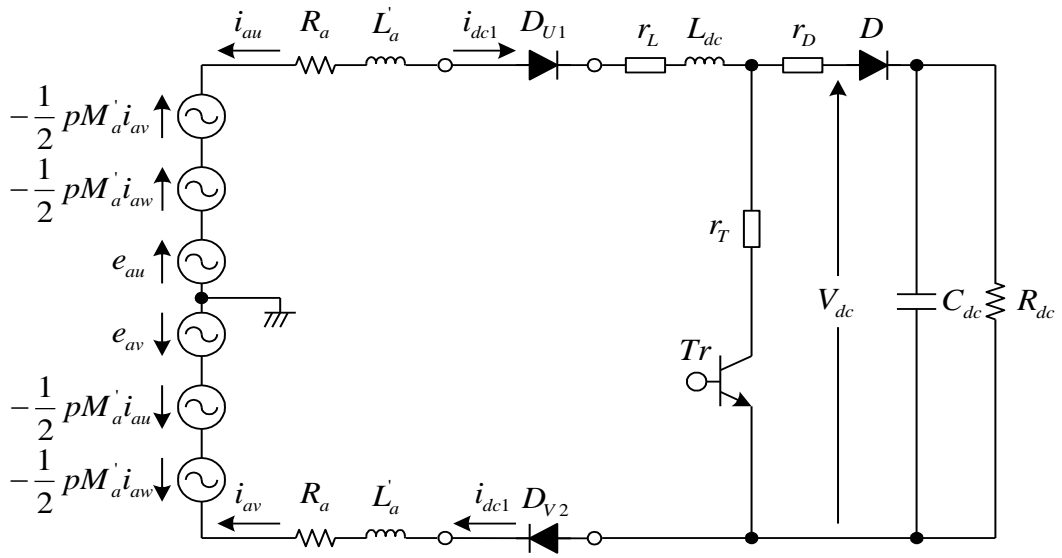 i_au R_a L'_a i_dc1 D_U1 r_L L_dc r_D D
-1/2 pM'_a i_av
-1/2 pM'_a i_aw
e_au
r_T
e_av
V_dc C_dc R_dc
Tr
-1/2 pM'_a i_au
-1/2 pM'_a i_aw
i_av R_a L'_a i_dc1 D_V2